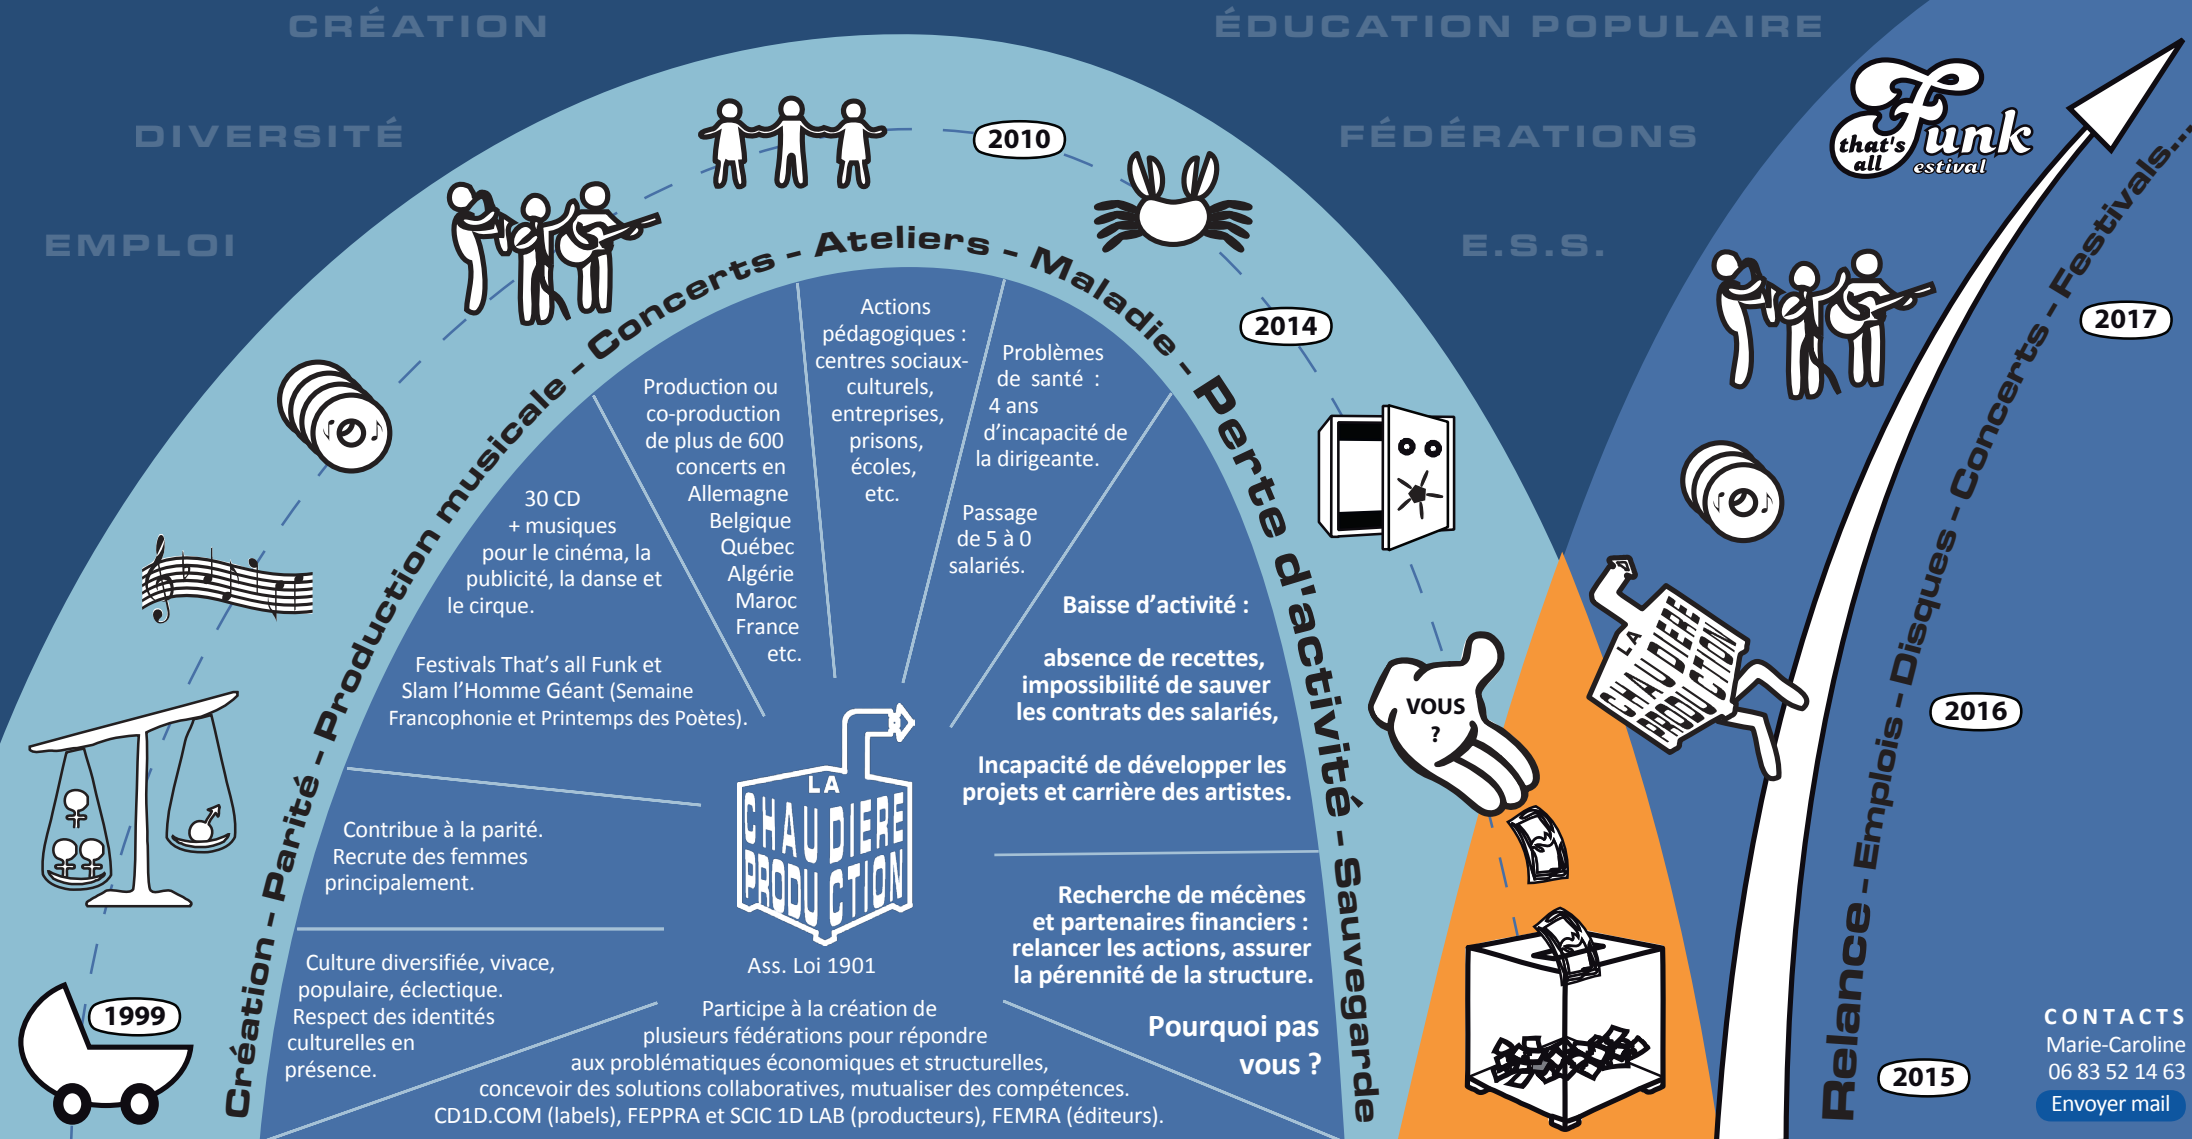 CRÉATION
ÉDUCATION POPULAIRE
DIVERSITÉ
FÉDÉRATIONS
EMPLOI
E.S.S.
Création - Parité - Production musicale - Concerts - Ateliers - Maladie - Perte d'activité - Sauvegarde
1999
2010
2014
Culture diversifiée, vivace,
populaire, éclectique.
Respect des identités
culturelles en
présence.
Contribue à la parité.
Recrute des femmes
principalement.
30 CD
+ musiques
pour le cinéma, la
publicité, la danse et
le cirque.
Festivals That's all Funk et
Slam l'Homme Géant (Semaine
Francophonie et Printemps des Poètes).
Production ou
co-production
de plus de 600
concerts en
Allemagne
Belgique
Québec
Algérie
Maroc
France
etc.
Actions
pédagogiques :
centres sociaux-
culturels,
entreprises,
prisons,
écoles,
etc.
Problèmes
de santé :
4 ans
d'incapacité de
la dirigeante.
Passage
de 5 à 0
salariés.
Baisse d'activité :
absence de recettes,
impossibilité de sauver
les contrats des salariés,
Incapacité de développer les
projets et carrière des artistes.
Recherche de mécènes
et partenaires financiers :
relancer les actions, assurer
la pérennité de la structure.
Pourquoi pas
vous ?
LA
CHAUDIERE
PRODUCTION
Ass. Loi 1901
Participe à la création de
plusieurs fédérations pour répondre
aux problématiques économiques et structurelles,
concevoir des solutions collaboratives, mutualiser des compétences.
CD1D.COM (labels), FEPPRA et SCIC 1D LAB (producteurs), FEMRA (éditeurs).
VOUS
?
LA
CHAUDIERE
PRODUCTION
that's
all
Funk
estival
Relance - Emplois - Disques - Concerts - Festivals...
2015
2016
2017
CONTACTS
Marie-Caroline
06 83 52 14 63
Envoyer mail